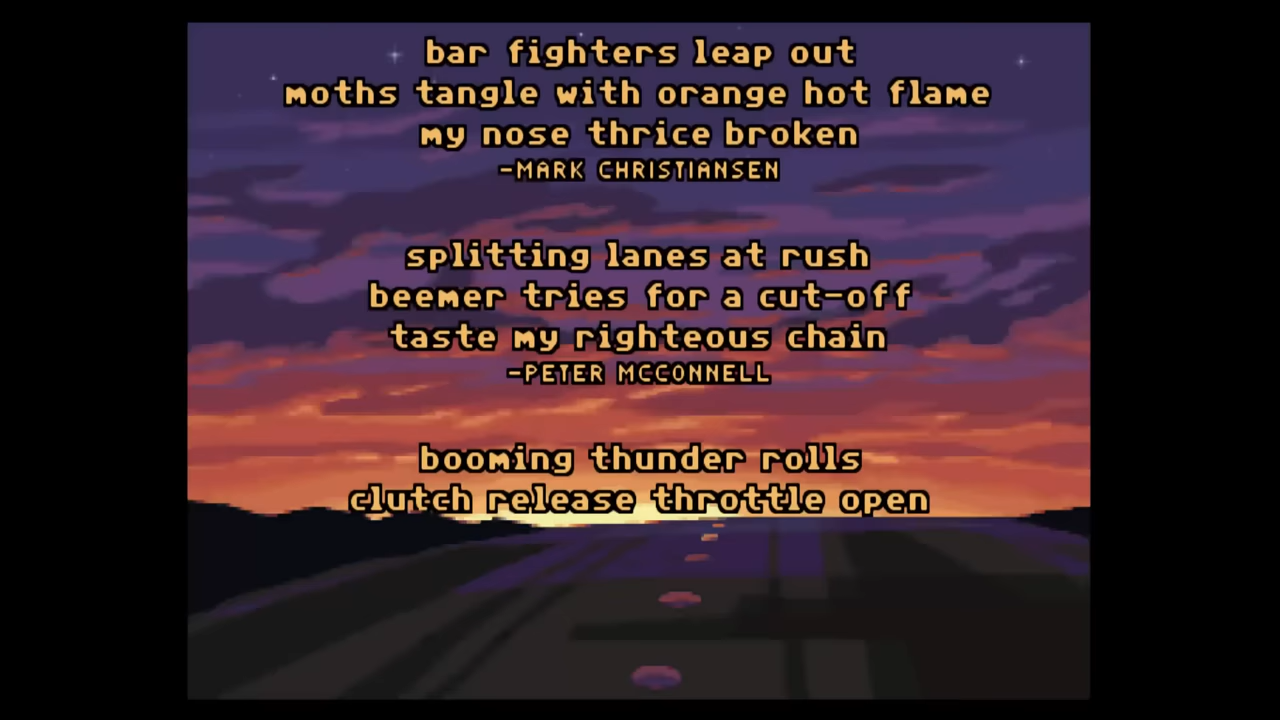 bar fighters leap out
moths tangle with orange hot flame
my nose thrice broken
-MARK CHRISTIANSEN
splitting lanes at rush
beemer tries for a cut-off
taste my righteous chain
-PETER MCCONNELL
booming thunder rolls
clutch release throttle open